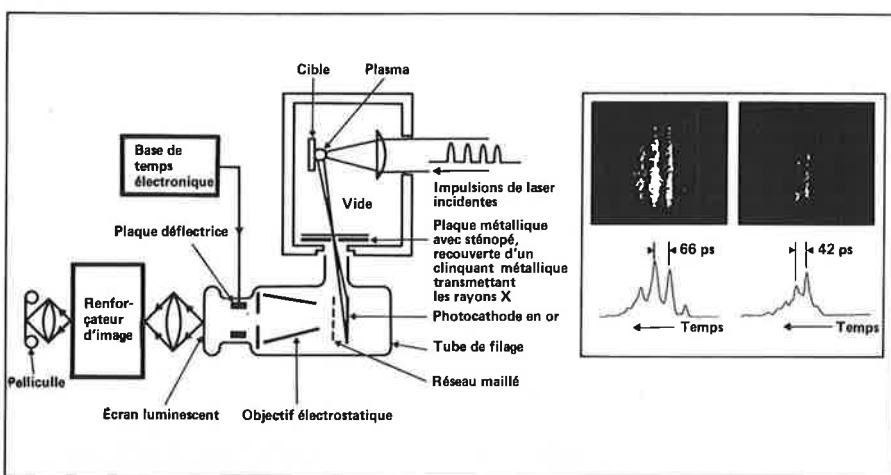 Cible
Plasma
Base de
temps
électronique
Impulsions de laser
incidentes
Vide
Plaque déflectrice
Plaque métallique
avec sténopé,
recouverte d'un
clinquant métallique
transmettant
les rayons X
Renfor-
çateur
d'image
Photocathode en or
Tube de filage
Pelliculle
Réseau maillé
Écran luminescent
Objectif électrostatique
66 ps
42 ps
Temps
Temps